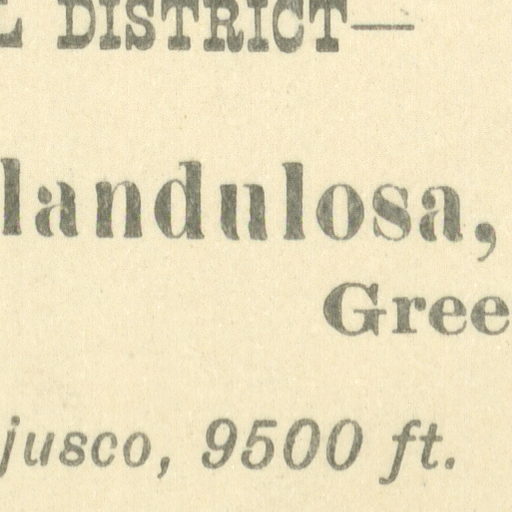 L DISTRICT—
landulosa,
Gree
jusco, 9500 ft.